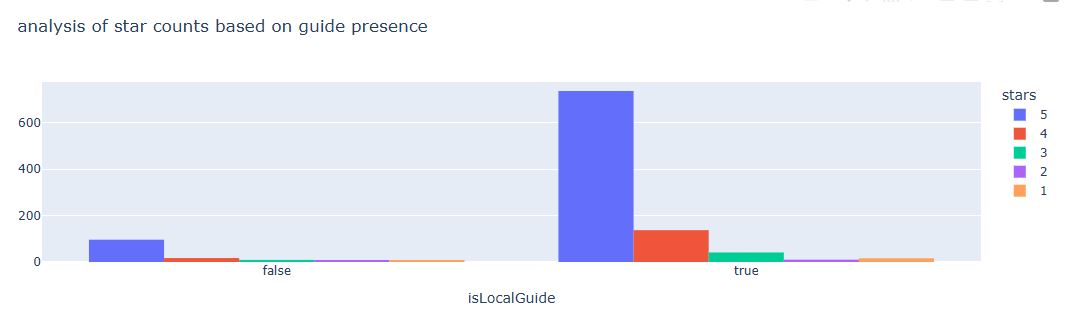 analysis of star counts based on guide presence
stars
5
4
3
2
1
600
400
200
0
false
true
isLocalGuide